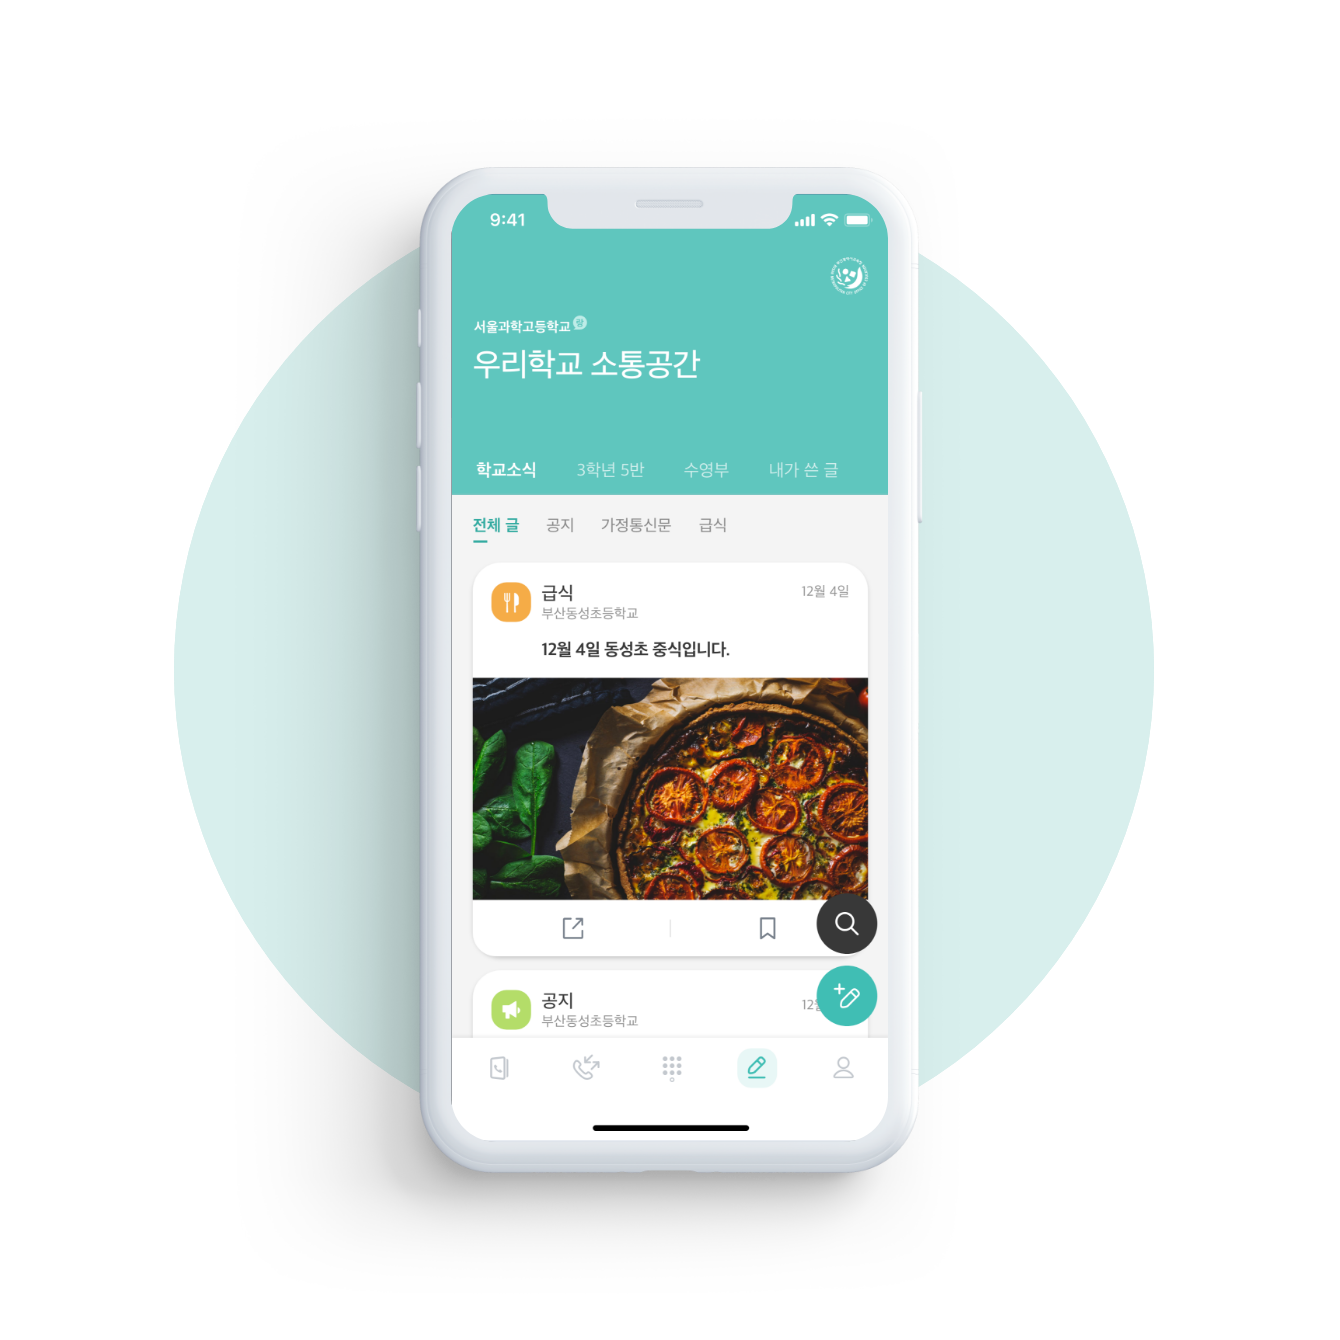 9:41
서울과학고등학교
우리학교 소통공간
학교소식 3학년 5반 수영부 내가 쓴 글
전체 글 공지 가정통신문 급식
급식 12월 4일
부산동성초등학교
12월 4일 동성초 중식입니다.
공지
부산동성초등학교